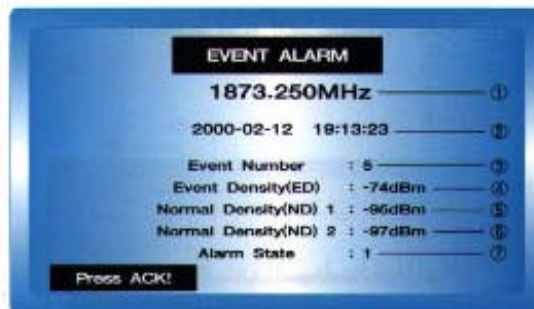 EVENT ALARM
1873.250MHz ①
2000-02-12 19:13:23 ②
Event Number : 5 ③
Event Density(ED) : -74dBm ④
Normal Density(ND) 1 : -96dBm ⑤
Normal Density(ND) 2 : -97dBm ⑥
Alarm State : 1 ⑦
Press ACK!